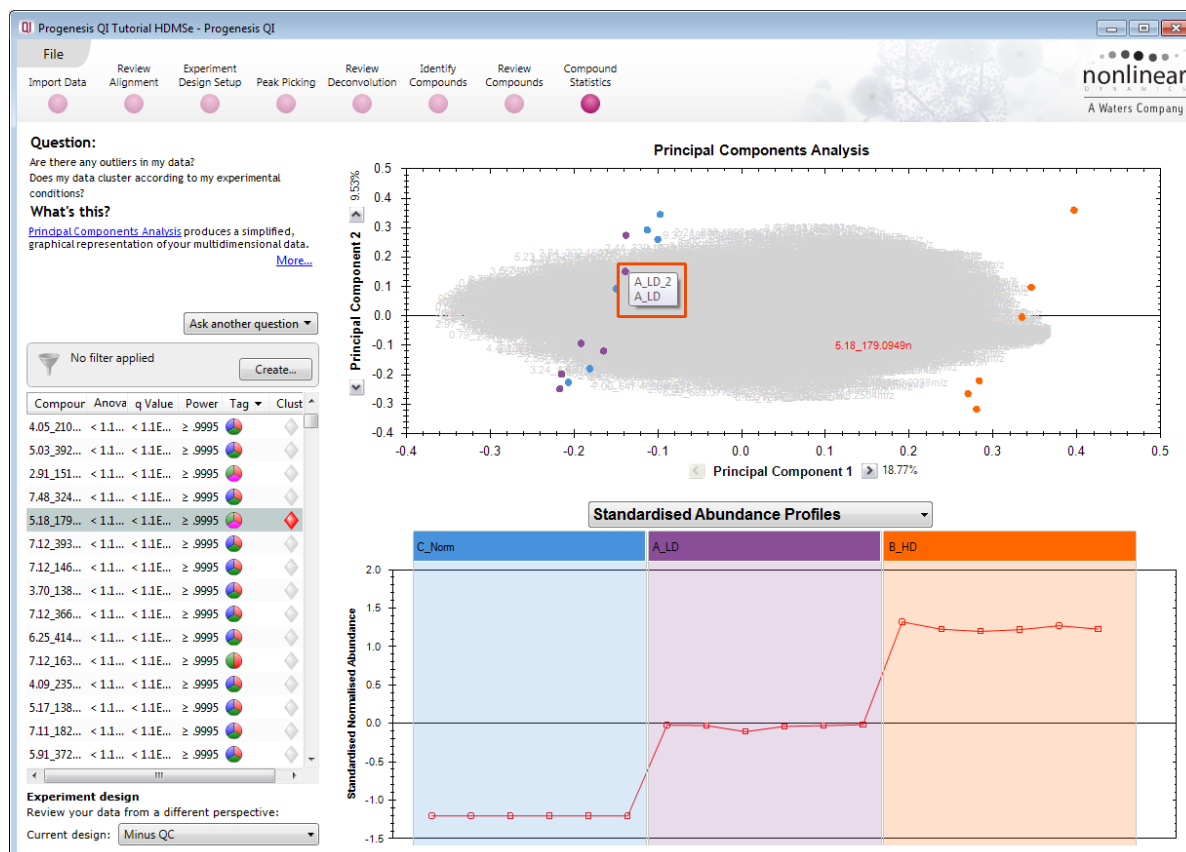 Progenesis QI Tutorial HDMSe - Progenesis QI
File
Import Data
Review Alignment
Experiment Design Setup
Peak Picking
Review Deconvolution
Identify Compounds
Review Compounds
Compound Statistics
nonlinear
DYNAMICS
A Waters Company
Question:
Are there any outliers in my data?
Does my data cluster according to my experimental
conditions?
What's this?
Principal Components Analysis produces a simplified,
graphical representation of your multidimensional data.
More...
Ask another question
No filter applied
Create...
Compour Anova q Value Power Tag Clust
4.05_210... < 1.1... < 1.1E... ≥ .9995
5.03_392... < 1.1... < 1.1E... ≥ .9995
2.91_151... < 1.1... < 1.1E... ≥ .9995
7.48_324... < 1.1... < 1.1E... ≥ .9995
5.18_179... < 1.1... < 1.1E... ≥ .9995
7.12_393... < 1.1... < 1.1E... ≥ .9995
7.12_146... < 1.1... < 1.1E... ≥ .9995
3.70_138... < 1.1... < 1.1E... ≥ .9995
7.12_366... < 1.1... < 1.1E... ≥ .9995
6.25_414... < 1.1... < 1.1E... ≥ .9995
7.12_163... < 1.1... < 1.1E... ≥ .9995
4.09_235... < 1.1... < 1.1E... ≥ .9995
5.17_138... < 1.1... < 1.1E... ≥ .9995
7.11_182... < 1.1... < 1.1E... ≥ .9995
5.91_372... < 1.1... < 1.1E... ≥ .9995
Experiment design
Review your data from a different perspective:
Current design: Minus QC
Principal Components Analysis
9.53%
Principal Component 2
0.5
0.4
0.3
0.2
0.1
0.0
-0.1
-0.2
-0.3
-0.4
A_LD_2
A_LD
5.18_179.0949n
-0.4 -0.3 -0.2 -0.1 0.0 0.1 0.2 0.3 0.4 0.5
Principal Component 1 18.77%
Standardised Abundance Profiles
C_Norm A_LD B_HD
Standardised Normalised Abundance
2.0
1.5
1.0
0.5
0.0
-0.5
-1.0
-1.5